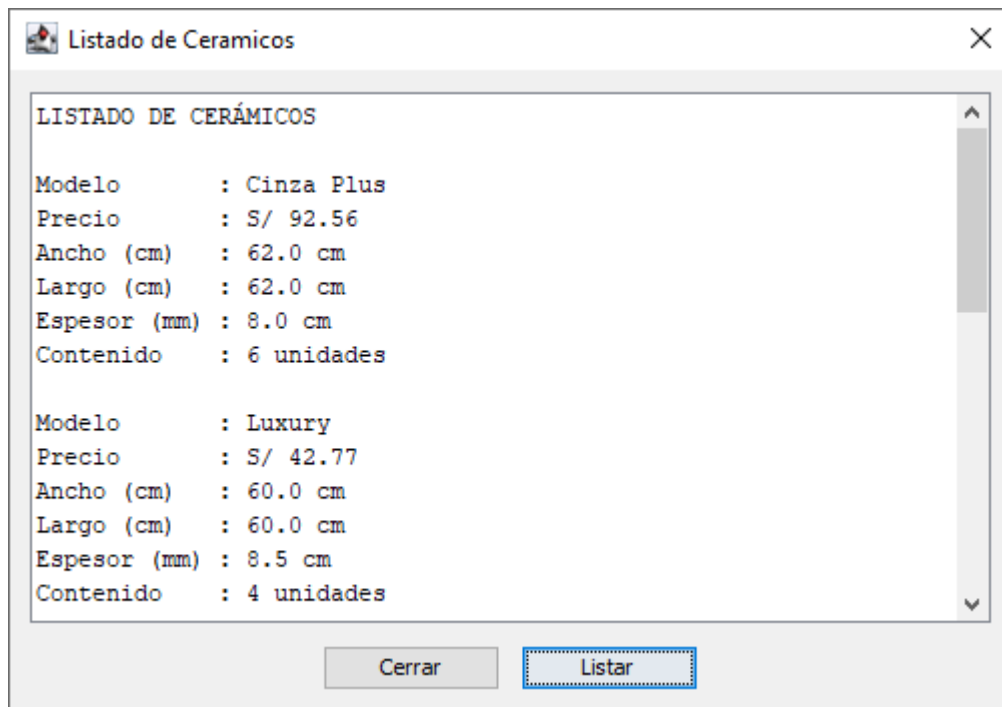 Listado de Ceramicos
LISTADO DE CERÁMICOS
Modelo : Cinza Plus
Precio : S/ 92.56
Ancho (cm) : 62.0 cm
Largo (cm) : 62.0 cm
Espesor (mm) : 8.0 cm
Contenido : 6 unidades
Modelo : Luxury
Precio : S/ 42.77
Ancho (cm) : 60.0 cm
Largo (cm) : 60.0 cm
Espesor (mm) : 8.5 cm
Contenido : 4 unidades
Cerrar Listar